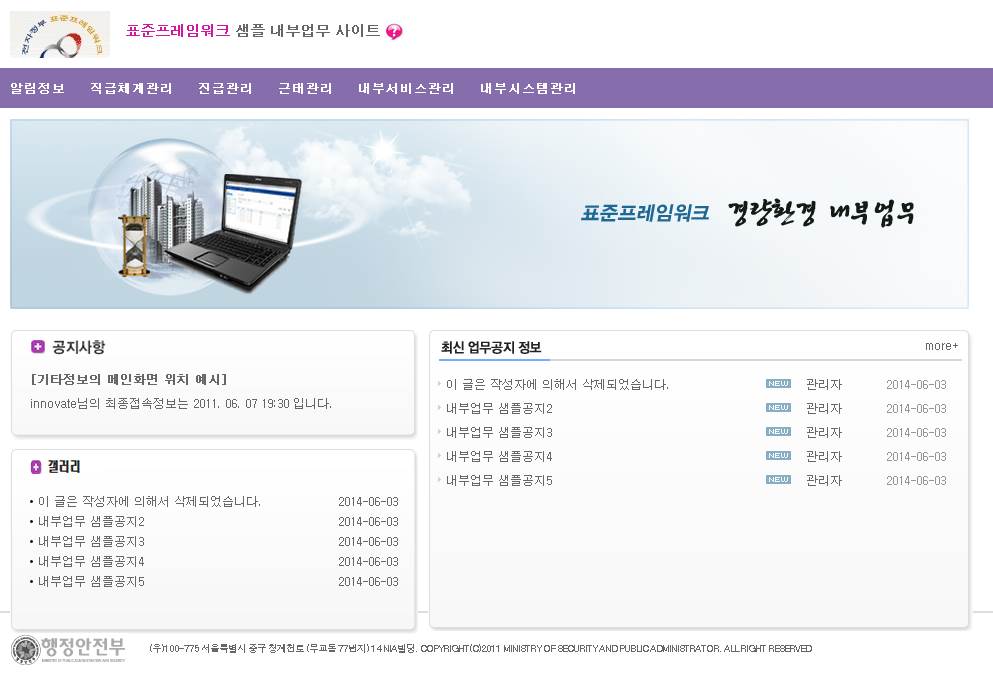 전자정부 표준프레임워크
표준프레임워크 샘플 내부업무 사이트 ?
알림정보 직급체계관리 진급관리 근태관리 내부서비스관리 내부시스템관리
표준프레임워크 경량환경 내부업무
공지사항
[기타정보의 메인화면 위치 예시]
innovate님의 최종접속정보는 2011. 06. 07 19:30 입니다.
갤러리
• 이 글은 작성자에 의해서 삭제되었습니다. 2014-06-03
• 내부업무 샘플공지2 2014-06-03
• 내부업무 샘플공지3 2014-06-03
• 내부업무 샘플공지4 2014-06-03
• 내부업무 샘플공지5 2014-06-03
최신 업무공지 정보 more+
이 글은 작성자에 의해서 삭제되었습니다. NEW 관리자 2014-06-03
내부업무 샘플공지2 NEW 관리자 2014-06-03
내부업무 샘플공지3 NEW 관리자 2014-06-03
내부업무 샘플공지4 NEW 관리자 2014-06-03
내부업무 샘플공지5 NEW 관리자 2014-06-03
행정안전부
MINISTRY OF PUBLIC ADMINISTRATION AND SECURITY
(우)100-775 서울특별시 중구 청계천로 (무교동 77번지) 14 NIA빌딩. COPYRIGHT(C)2011 MINISTRY OF SECURITY AND PUBLIC ADMINISTRATOR. ALL RIGHT RESERVED